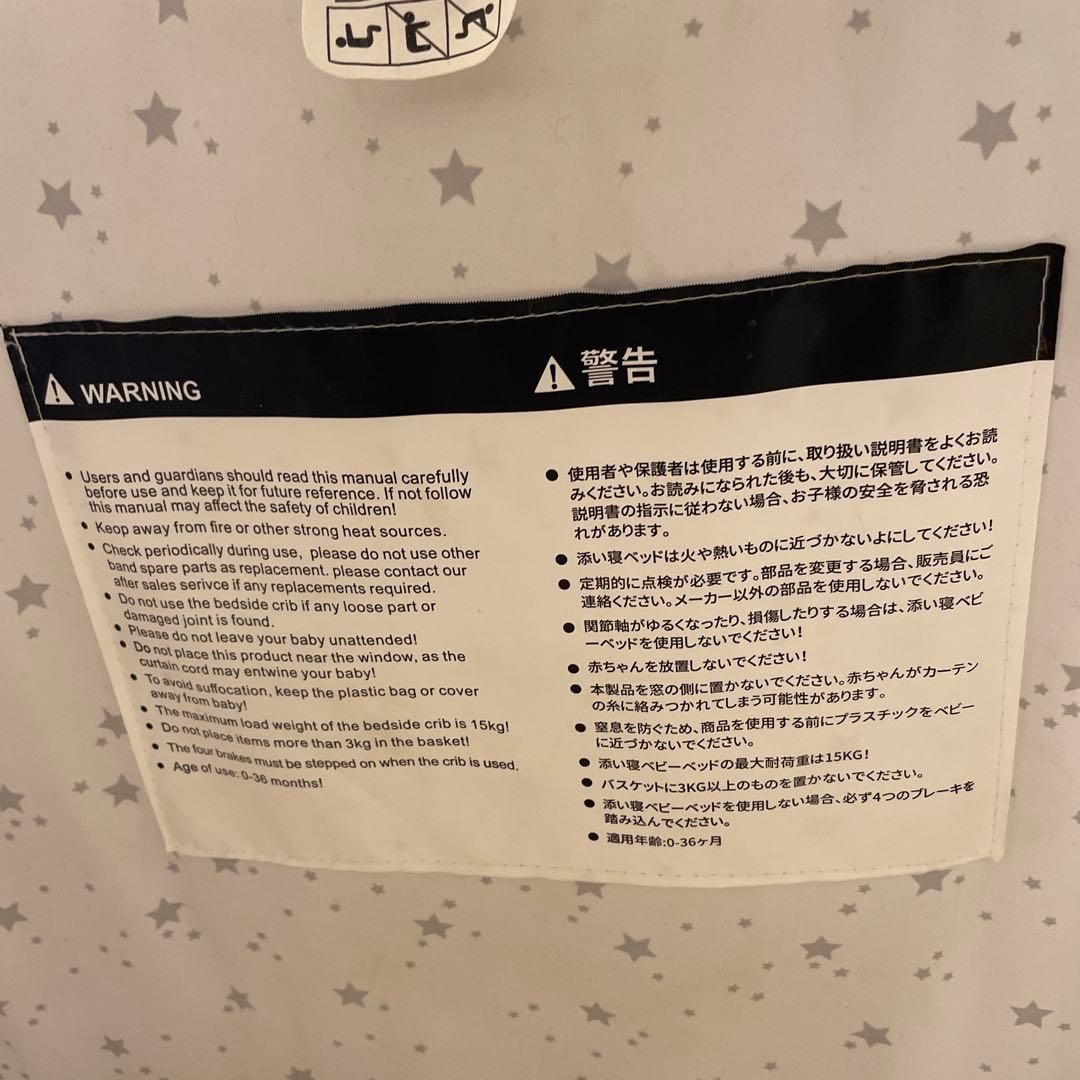 WARNING
Users and guardians should read this manual carefully
before use and keep it for future reference. If not follow
this manual may affect the safety of children!
Keop away from fire or other strong heat sources.
Check periodically during use, please do not use other
band spare parts as replacement. please contact our
after sales serivce if any replacements required.
Do not use the bedside crib if any loose part or
damaged joint is found.
Please do not leave your baby unattended!
Do not place this product near the window, as the
curtain cord may entwine your baby!
To avoid suffocation, keep the plastic bag or cover
away from baby!
The maximum load weight of the bedside crib is 15kg!
Do not place items more than 3kg in the basket!
The four brakes must be stepped on when the crib is used.
Age of use: 0-36 months!
警告
使用者や保護者は使用する前に、取り扱い説明書をよくお読
みください。お読みになられた後も、大切に保管してください。
説明書の指示に従わない場合、お子様の安全を脅される恐
れがあります。
添い寝ベッドは火や熱いものに近づかないよにしてください!
定期的に点検が必要です。部品を変更する場合、販売員にご
連絡ください。メーカー以外の部品を使用しないでください。
関節軸がゆるくなったり、損傷したりする場合は、添い寝ベビ
ーベッドを使用しないでください!
赤ちゃんを放置しないでください!
本製品を窓の側に置かないでください。赤ちゃんがカーテン
の糸に絡みつかれてしまう可能性があります。
窒息を防ぐため、商品を使用する前にプラスチックをベビー
に近づかないでください。
添い寝ベビーベッドの最大耐荷重は15KG!
バスケットに3KG以上のものを置かないでください。
添い寝ベビーベッドを使用しない場合、必ず4つのブレーキを
踏み込んでください。
適用年齢:0-36ケ月